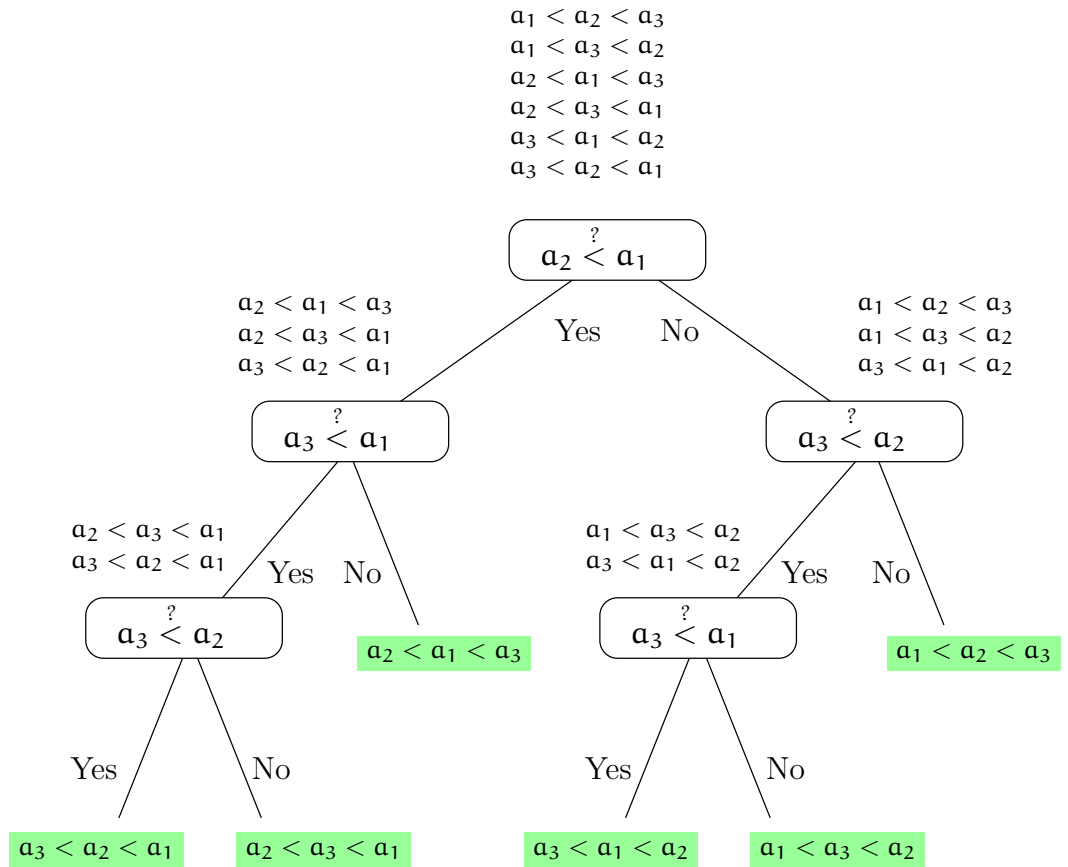 a₁ < a₂ < a₃
a₁ < a₃ < a₂
a₂ < a₁ < a₃
a₂ < a₃ < a₁
a₃ < a₁ < a₂
a₃ < a₂ < a₁
?
a₂ < a₁
a₂ < a₁ < a₃
a₂ < a₃ < a₁
a₃ < a₂ < a₁
Yes
No
a₁ < a₂ < a₃
a₁ < a₃ < a₂
a₃ < a₁ < a₂
?
a₃ < a₁
?
a₃ < a₂
a₂ < a₃ < a₁
a₃ < a₂ < a₁
Yes
No
a₁ < a₃ < a₂
a₃ < a₁ < a₂
Yes
No
?
a₃ < a₂
a₂ < a₁ < a₃
?
a₃ < a₁
a₁ < a₂ < a₃
Yes
No
Yes
No
a₃ < a₂ < a₁
a₂ < a₃ < a₁
a₃ < a₁ < a₂
a₁ < a₃ < a₂